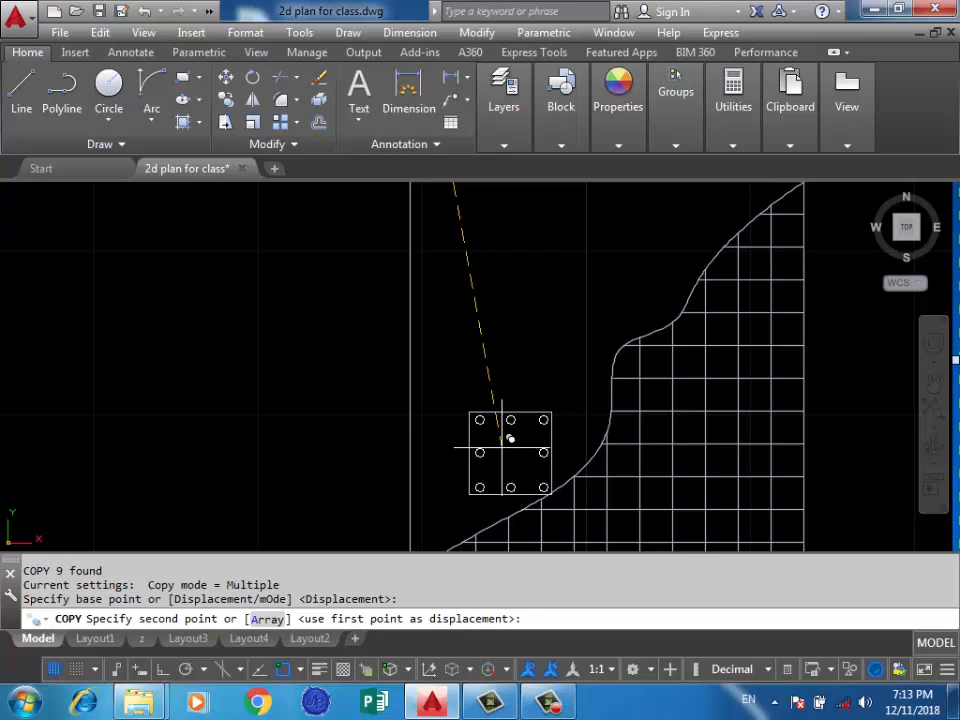 2d plan for class.dwg
Type a keyword or phrase
Sign In
File Edit View Insert Format Tools Draw Dimension Modify Parametric Window Help Express
Home Insert Annotate Parametric View Manage Output Add-ins A360 Express Tools Featured Apps BIM 360 Performance
Line Polyline Circle Arc Text Dimension Layers Block Properties Groups Utilities Clipboard View
Draw Modify Annotation
Start 2d plan for class*
N
W TOP E
S
WCS
Y
X
COPY 9 found
Current settings: Copy mode = Multiple
Specify base point or [Displacement/mOde] <Displacement>:
COPY Specify second point or [Array] <use first point as displacement>:
Model Layout1 z Layout3 Layout4 Layout2 + MODEL
1:1 Decimal
EN 7:13 PM
12/11/2018